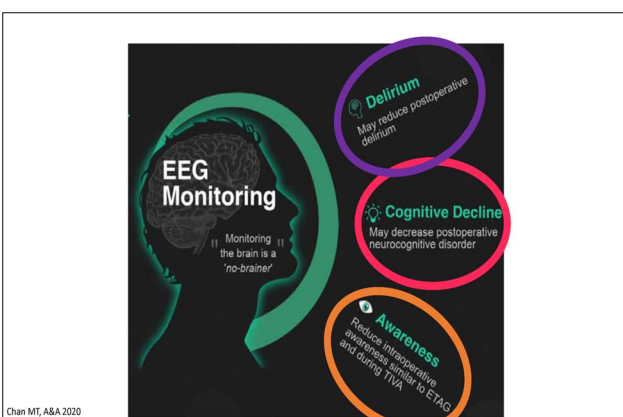 EEG
Monitoring
" Monitoring "
the brain is a
'no-brainer'
Delirium
May reduce postoperative
delirium
Cognitive Decline
May decrease postoperative
neurocognitive disorder
Awareness
Reduce intraoperative
awareness similar to ETAG
and during TIVA
Chan MT, A&A 2020